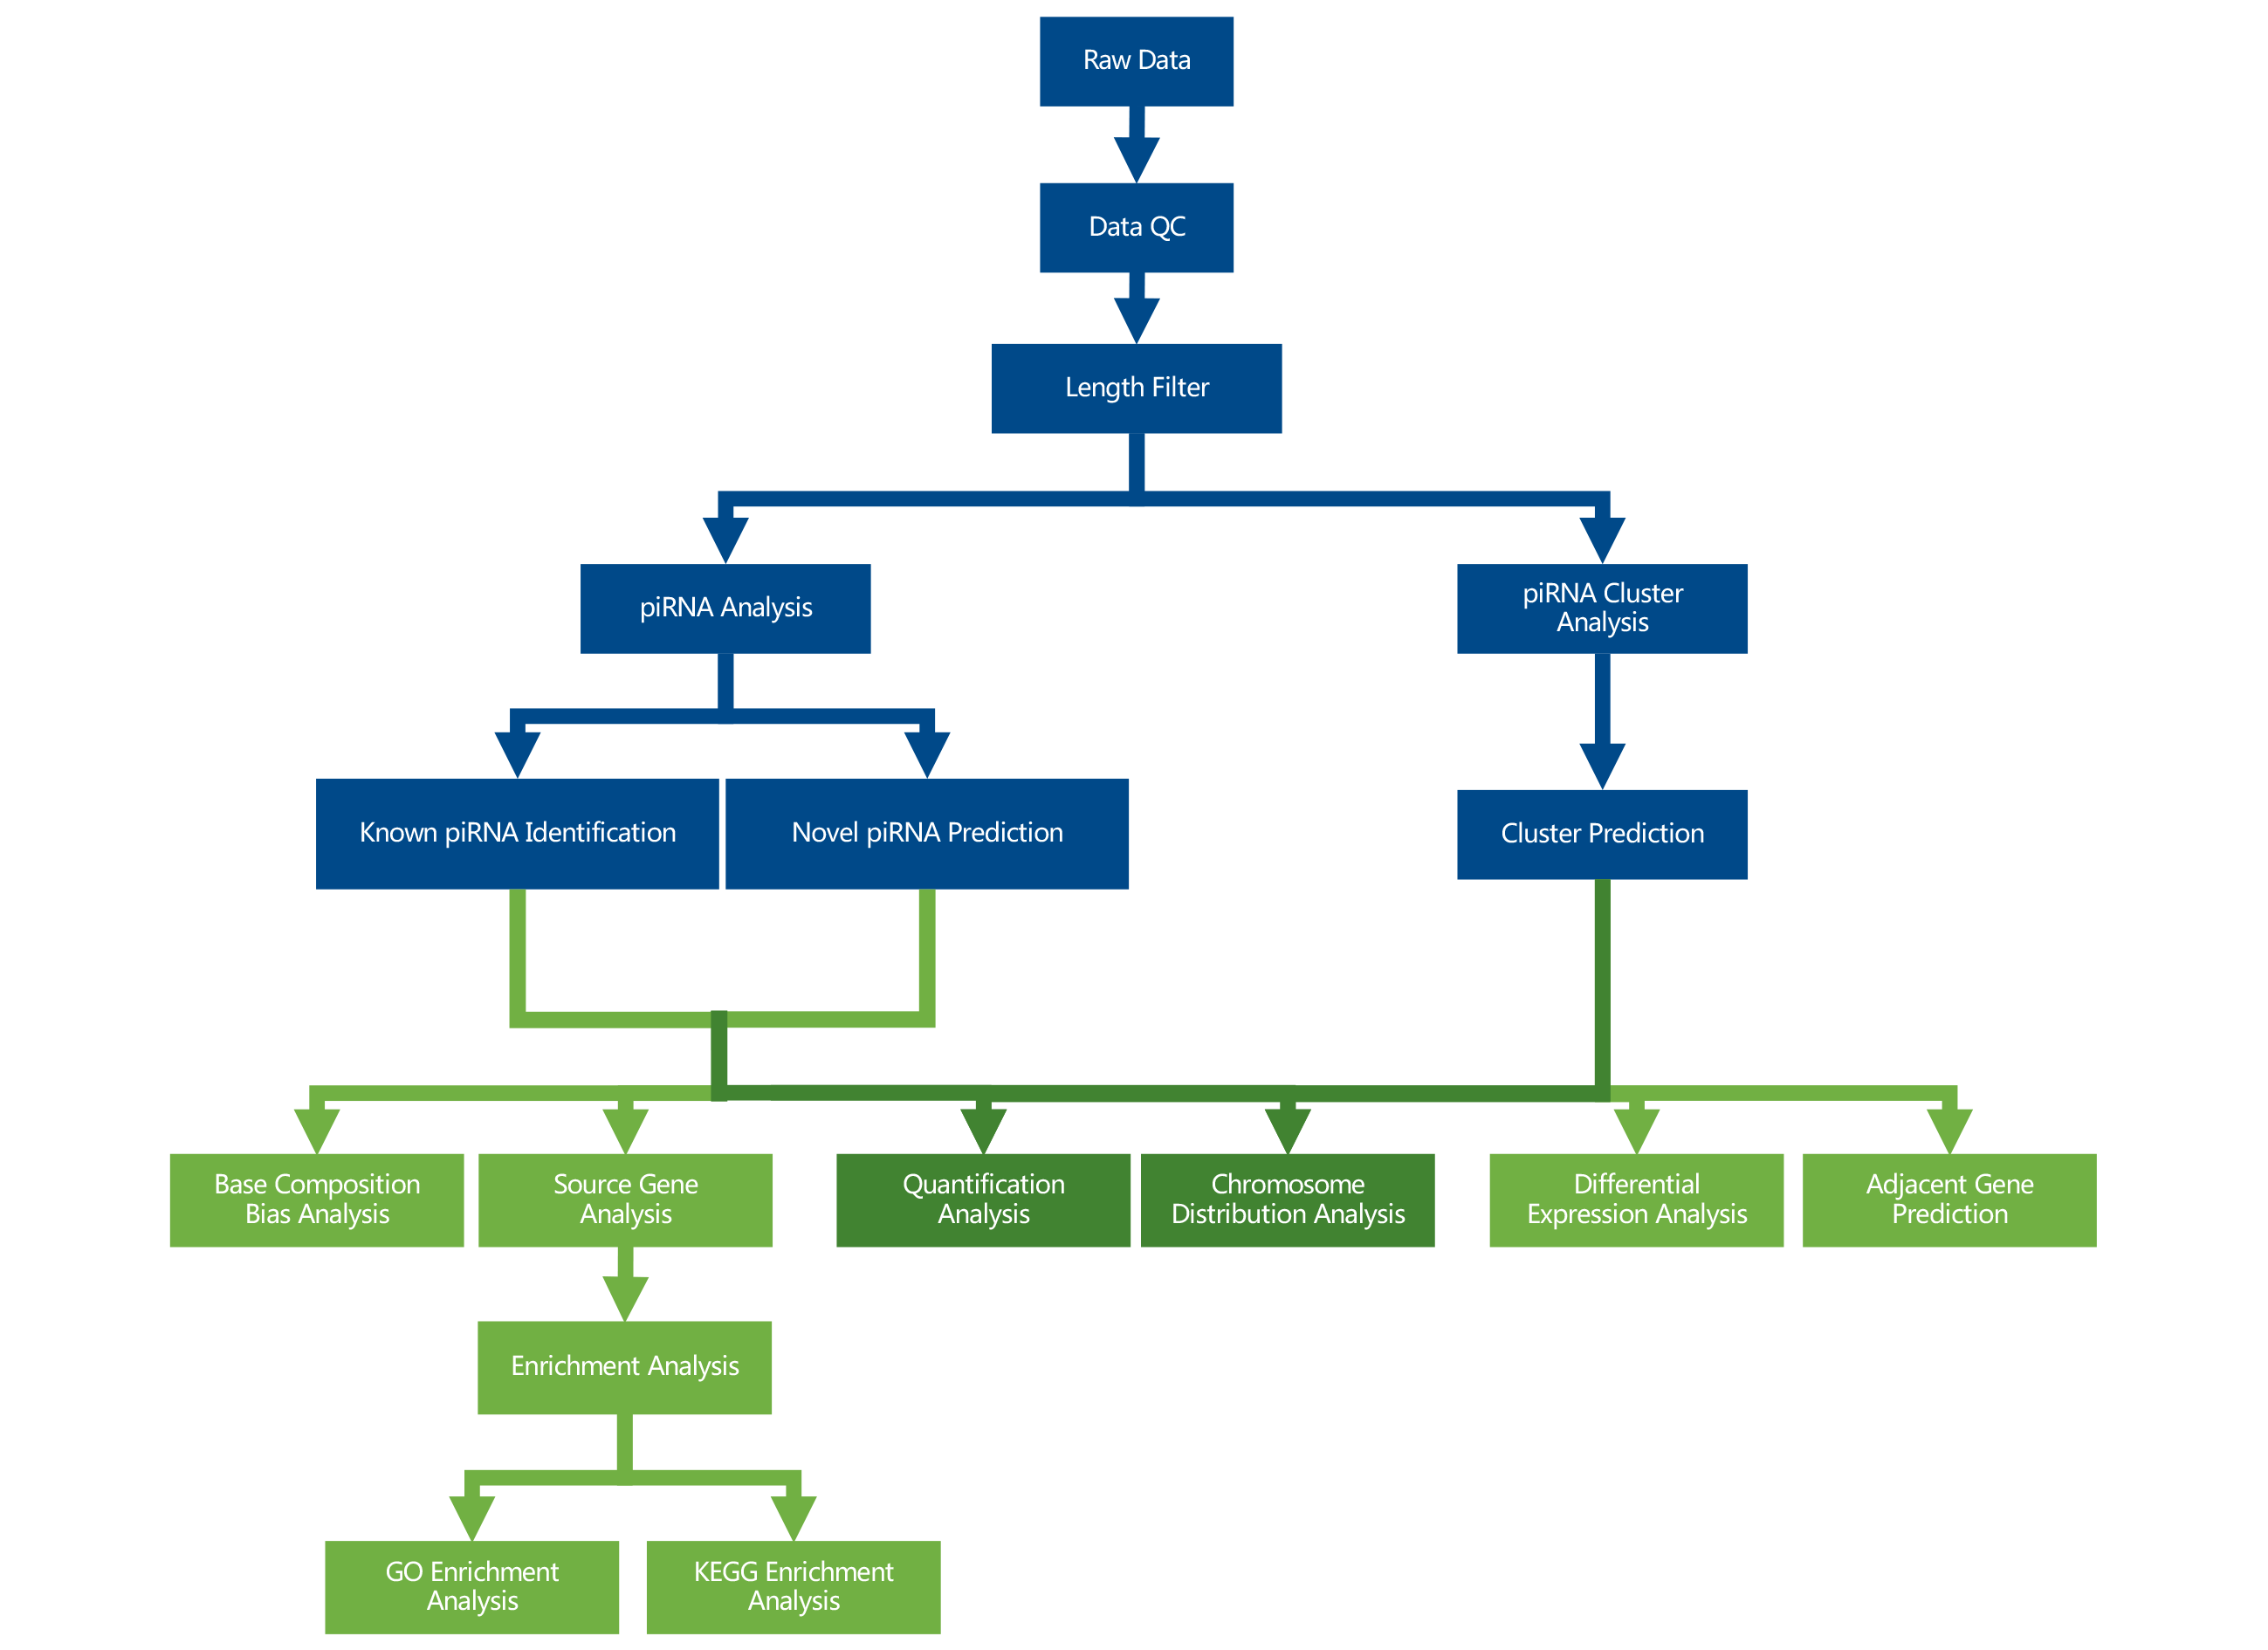 Raw Data
Data QC
Length Filter
piRNA Analysis
piRNA Cluster
Analysis
Known piRNA Identification
Novel piRNA Prediction
Cluster Prediction
Base Composition
Bias Analysis
Source Gene
Analysis
Quantification
Analysis
Chromosome
Distribution Analysis
Differential
Expression Analysis
Adjacent Gene
Prediction
Enrichment Analysis
GO Enrichment
Analysis
KEGG Enrichment
Analysis